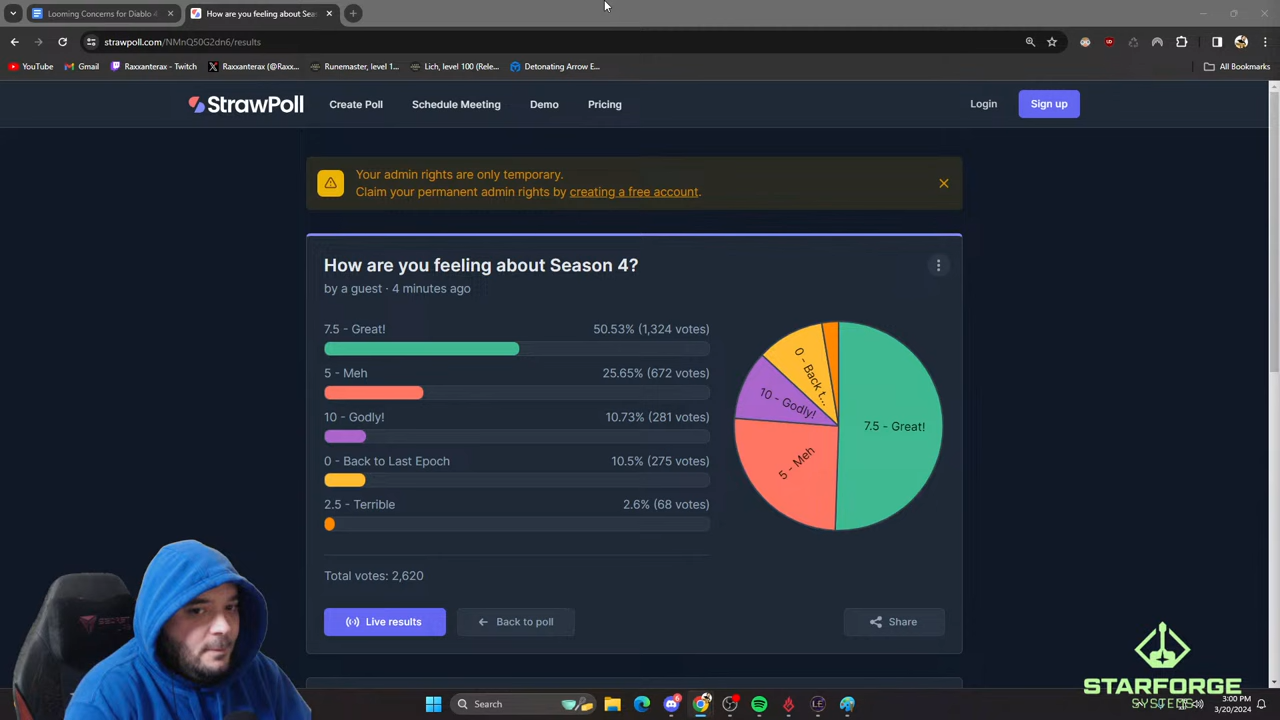 Looming Concerns for Diablo 4
How are you feeling about Sea
strawpoll.com/NMnQ50G2dn6/results
YouTube
Gmail
Raxxanterax - Twitch
Raxxanterax (@Raxx...
Runemaster, level 1...
Lich, level 100 (Rele...
Detonating Arrow E...
All Bookmarks
StrawPoll
Create Poll
Schedule Meeting
Demo
Pricing
Login
Sign up
Your admin rights are only temporary.
Claim your permanent admin rights by creating a free account.
How are you feeling about Season 4?
by a guest · 4 minutes ago
7.5 - Great! 50.53% (1,324 votes)
5 - Meh 25.65% (672 votes)
10 - Godly! 10.73% (281 votes)
0 - Back to Last Epoch 10.5% (275 votes)
2.5 - Terrible 2.6% (68 votes)
0 - Back t...
10 - Godly!
7.5 - Great!
5 - Meh
Total votes: 2,620
Live results
Back to poll
Share
STARFORGE
SYSTEMS
Search
6
LE
3:00 PM
3/20/2024